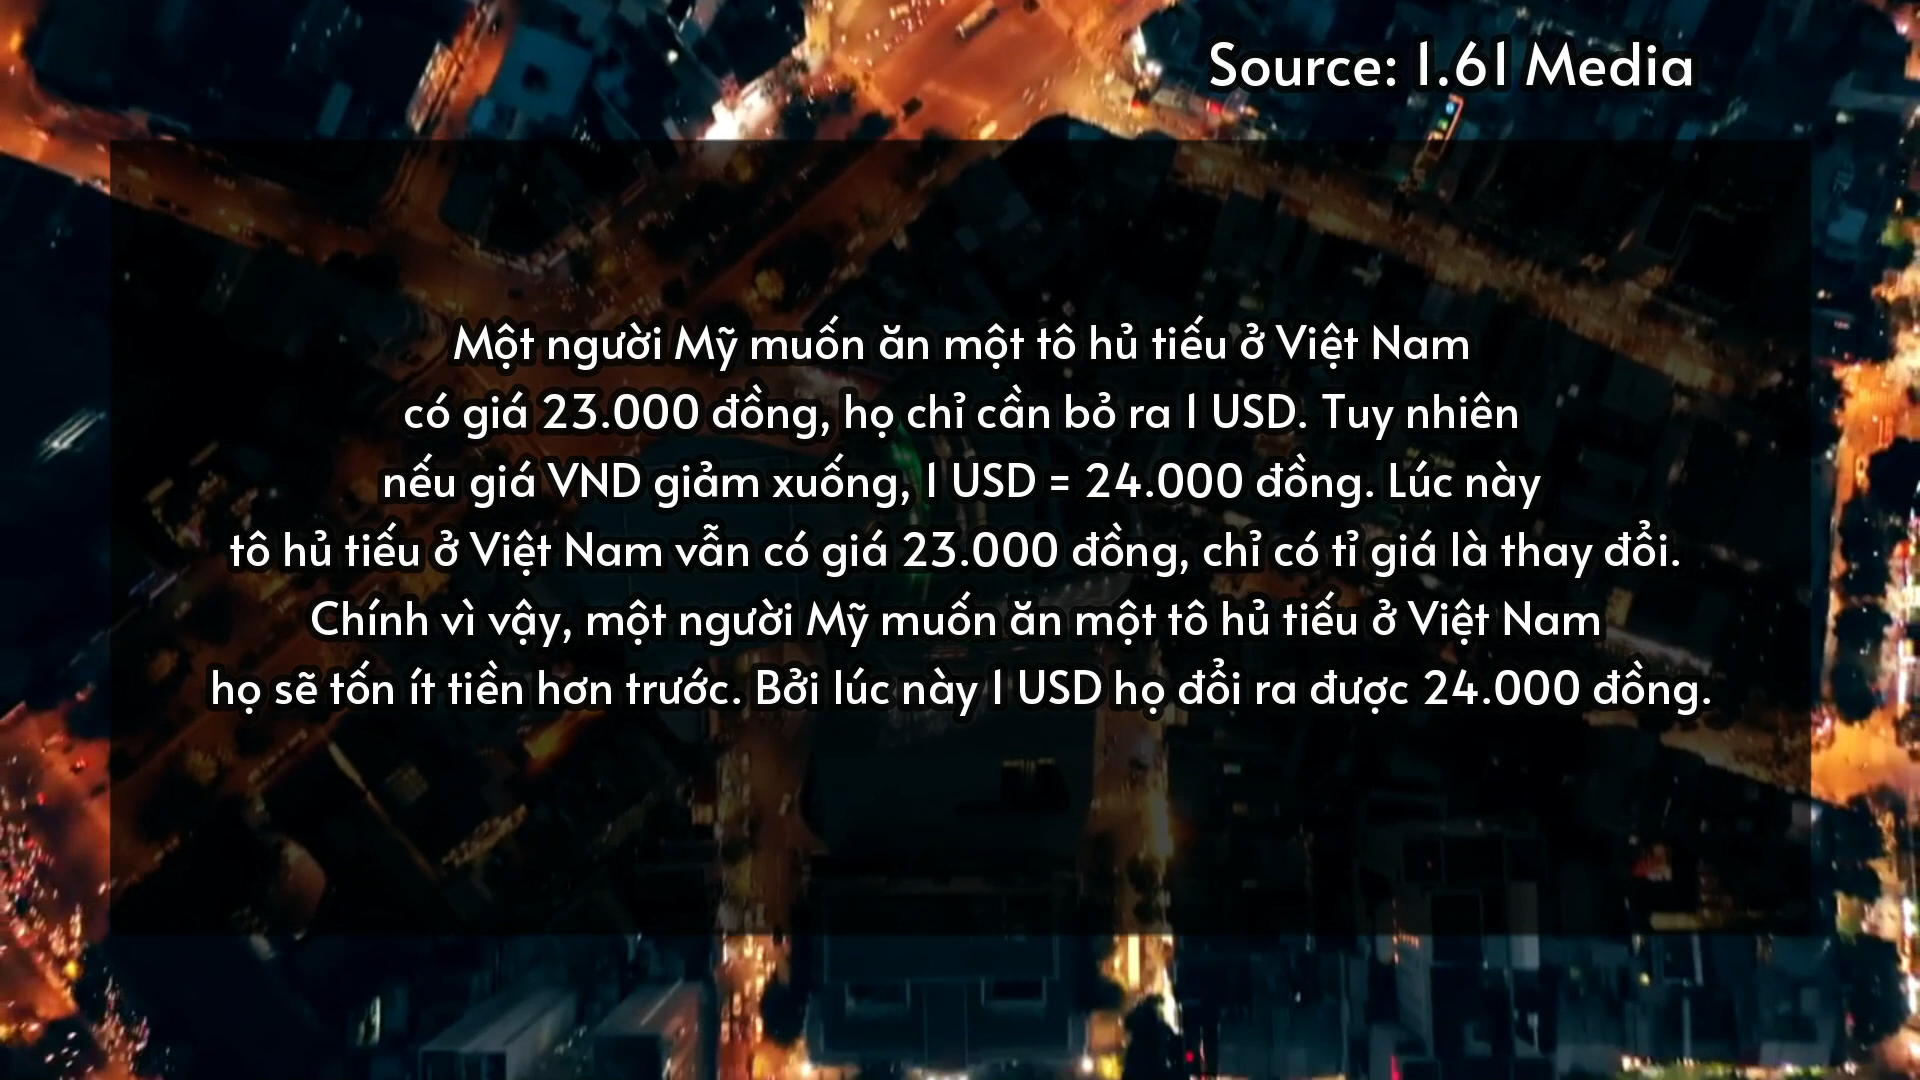 Source: 1.61 Media
Một người Mỹ muốn ăn một tô hủ tiếu ở Việt Nam
có giá 23.000 đồng, họ chỉ cần bỏ ra 1 USD. Tuy nhiên
nếu giá VND giảm xuống, 1 USD = 24.000 đồng. Lúc này
tô hủ tiếu ở Việt Nam vẫn có giá 23.000 đồng, chỉ có tỉ giá là thay đổi.
Chính vì vậy, một người Mỹ muốn ăn một tô hủ tiếu ở Việt Nam
họ sẽ tốn ít tiền hơn trước. Bởi lúc này 1 USD họ đổi ra được 24.000 đồng.